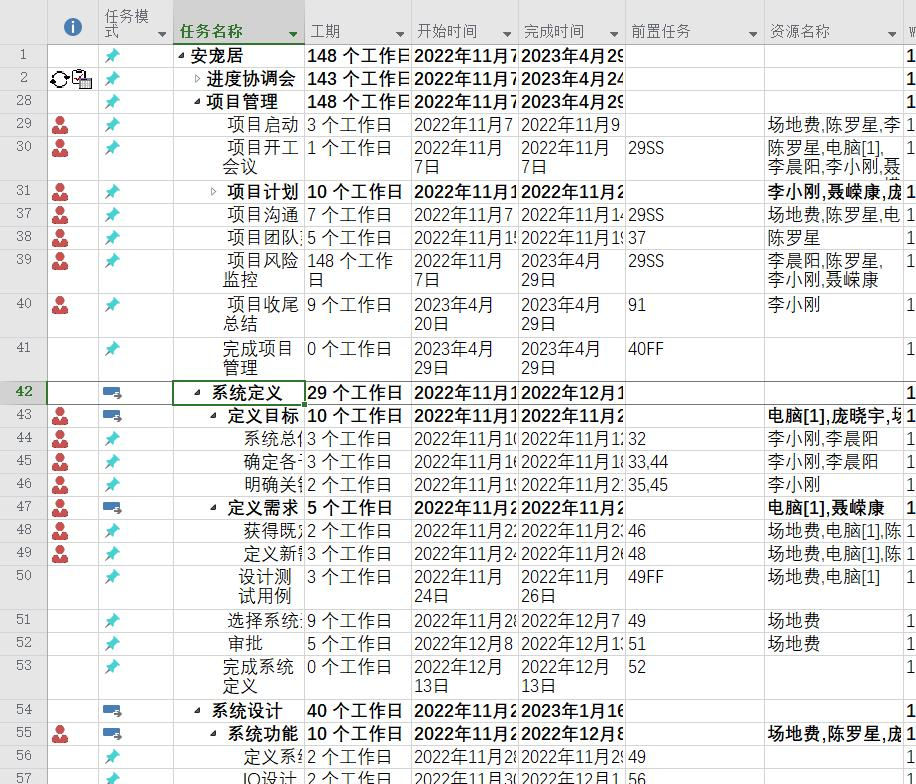 任务模式 任务名称 工期 开始时间 完成时间 前置任务 资源名称
1 安宠居 148 个工作日 2022年11月7 2023年4月29
2 进度协调会 143 个工作日 2022年11月7 2023年4月24
28 项目管理 148 个工作日 2022年11月7 2023年4月29
29 项目启动 3 个工作日 2022年11月7 2022年11月9 场地费,陈罗星,李
30 项目开工会议 1 个工作日 2022年11月7日 2022年11月7日 29SS 陈罗星,电脑[1],李晨阳,李小刚,聂
31 项目计划 10 个工作日 2022年11月1 2022年11月2 李小刚,聂嵘康,庞
37 项目沟通 7 个工作日 2022年11月7 2022年11月14 29SS 场地费,陈罗星,电
38 项目团队 5 个工作日 2022年11月15 2022年11月19 37 陈罗星
39 项目风险监控 148 个工作日 2022年11月7日 2023年4月29日 29SS 李晨阳,陈罗星,李小刚,聂嵘康
40 项目收尾总结 9 个工作日 2023年4月20日 2023年4月29日 91 李小刚
41 完成项目管理 0 个工作日 2023年4月29日 2023年4月29日 40FF
42 系统定义 29 个工作日 2022年11月1 2022年12月1
43 定义目标 10 个工作日 2022年11月1 2022年11月2 电脑[1],庞晓宇,场
44 系统总体 3 个工作日 2022年11月10 2022年11月12 32 李小刚,李晨阳
45 确定各子 3 个工作日 2022年11月16 2022年11月18 33,44 李小刚,李晨阳
46 明确关键 2 个工作日 2022年11月19 2022年11月21 35,45 李小刚
47 定义需求 5 个工作日 2022年11月2 2022年11月2 电脑[1],聂嵘康
48 获得既定 2 个工作日 2022年11月22 2022年11月23 46 场地费,电脑[1],陈
49 定义新需 3 个工作日 2022年11月24 2022年11月26 48 场地费,电脑[1],陈
50 设计测试用例 3 个工作日 2022年11月24日 2022年11月26日 49FF 场地费,电脑[1]
51 选择系统 9 个工作日 2022年11月28 2022年12月7 49 场地费
52 审批 5 个工作日 2022年12月8 2022年12月13 51 场地费
53 完成系统定义 0 个工作日 2022年12月13日 2022年12月13日 52
54 系统设计 40 个工作日 2022年11月2 2023年1月16
55 系统功能 10 个工作日 2022年11月2 2022年12月8 场地费,陈罗星,庞
56 定义系统 2 个工作日 2022年11月28 2022年11月29 49
57 IO设计 2 个工作日 2022年11月30 2022年12月1 56